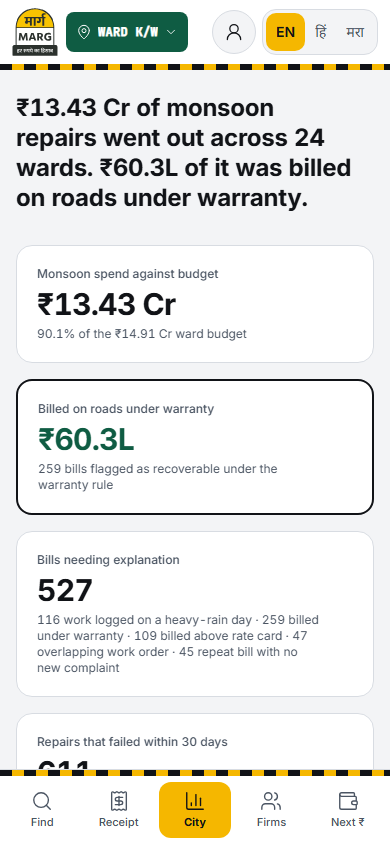 मार्ग
MARG
हर रुपये का हिसाब
WARD K/W
EN
हिं
मरा
₹13.43 Cr of monsoon
repairs went out across 24
wards. ₹60.3L of it was billed
on roads under warranty.
Monsoon spend against budget
₹13.43 Cr
90.1% of the ₹14.91 Cr ward budget
Billed on roads under warranty
₹60.3L
259 bills flagged as recoverable under the
warranty rule
Bills needing explanation
527
116 work logged on a heavy-rain day · 259 billed
under warranty · 109 billed above rate card · 47
overlapping work order · 45 repeat bill with no
new complaint
Repairs that failed within 30 days
611
Find
Receipt
City
Firms
Next ₹